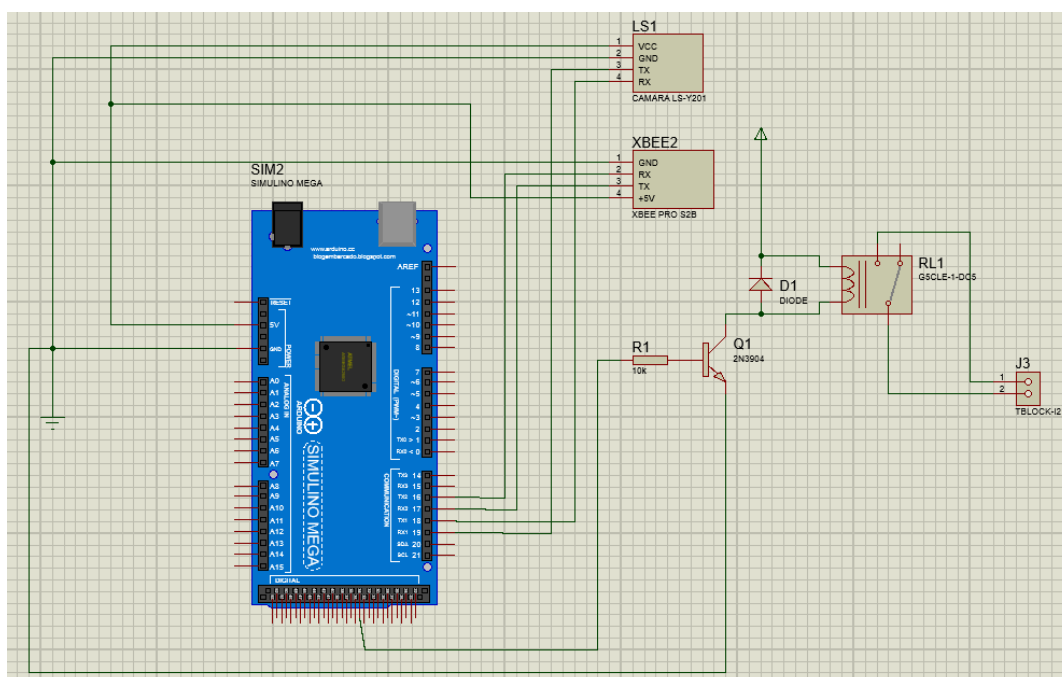 LS1
1 VCC
2 GND
3 TX
4 RX
CAMARA LS-Y201
XBEE2
1 GND
2 RX
3 TX
4 +5V
XBEE PRO S2B
SIM2
SIMULINO MEGA
www.arduino.cc
blogembarcado.blogspot.com
AREF
13
12
~11
~10
~9
8
RESET
5V
GND
POWER
7
~6
~5
4
~3
2
TX0 > 1
RX0 < 0
DIGITAL (PWM~)
A0
A1
A2
A3
A4
A5
A6
A7
ANALOG IN
ARDUINO
SIMULINO MEGA
A8
A9
A10
A11
A12
A13
A14
A15
TX3 14
RX3 15
TX2 16
RX2 17
TX1 18
RX1 19
SDA 20
SCL 21
COMMUNICATION
DIGITAL
ATMEL
R1
10k
Q1
2N3904
D1
DIODE
RL1
G5CLE-1-DC5
J3
1
2
TBLOCK-I2